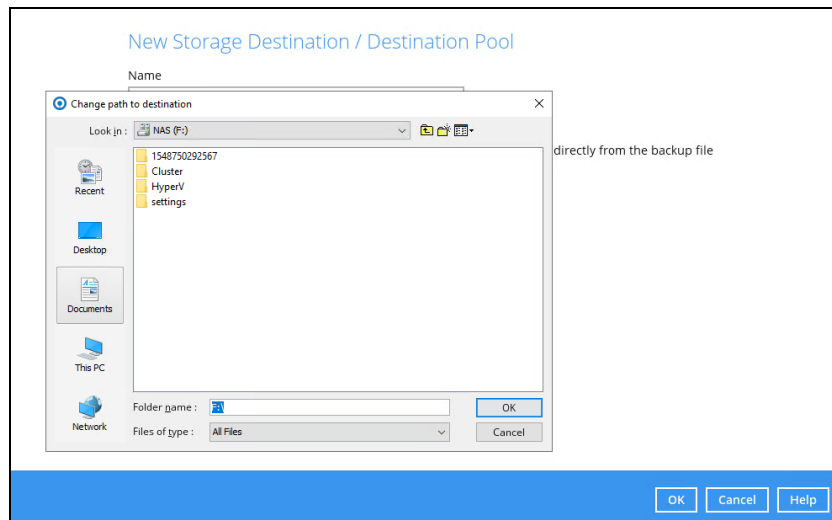 New Storage Destination / Destination Pool
Name
Change path to destination
Look in :
NAS (F:)
directly from the backup file
1548750292567
Cluster
HyperV
settings
Recent
Desktop
Documents
This PC
Network
Folder name :
F:\
OK
Files of type :
All Files
Cancel
OK
Cancel
Help